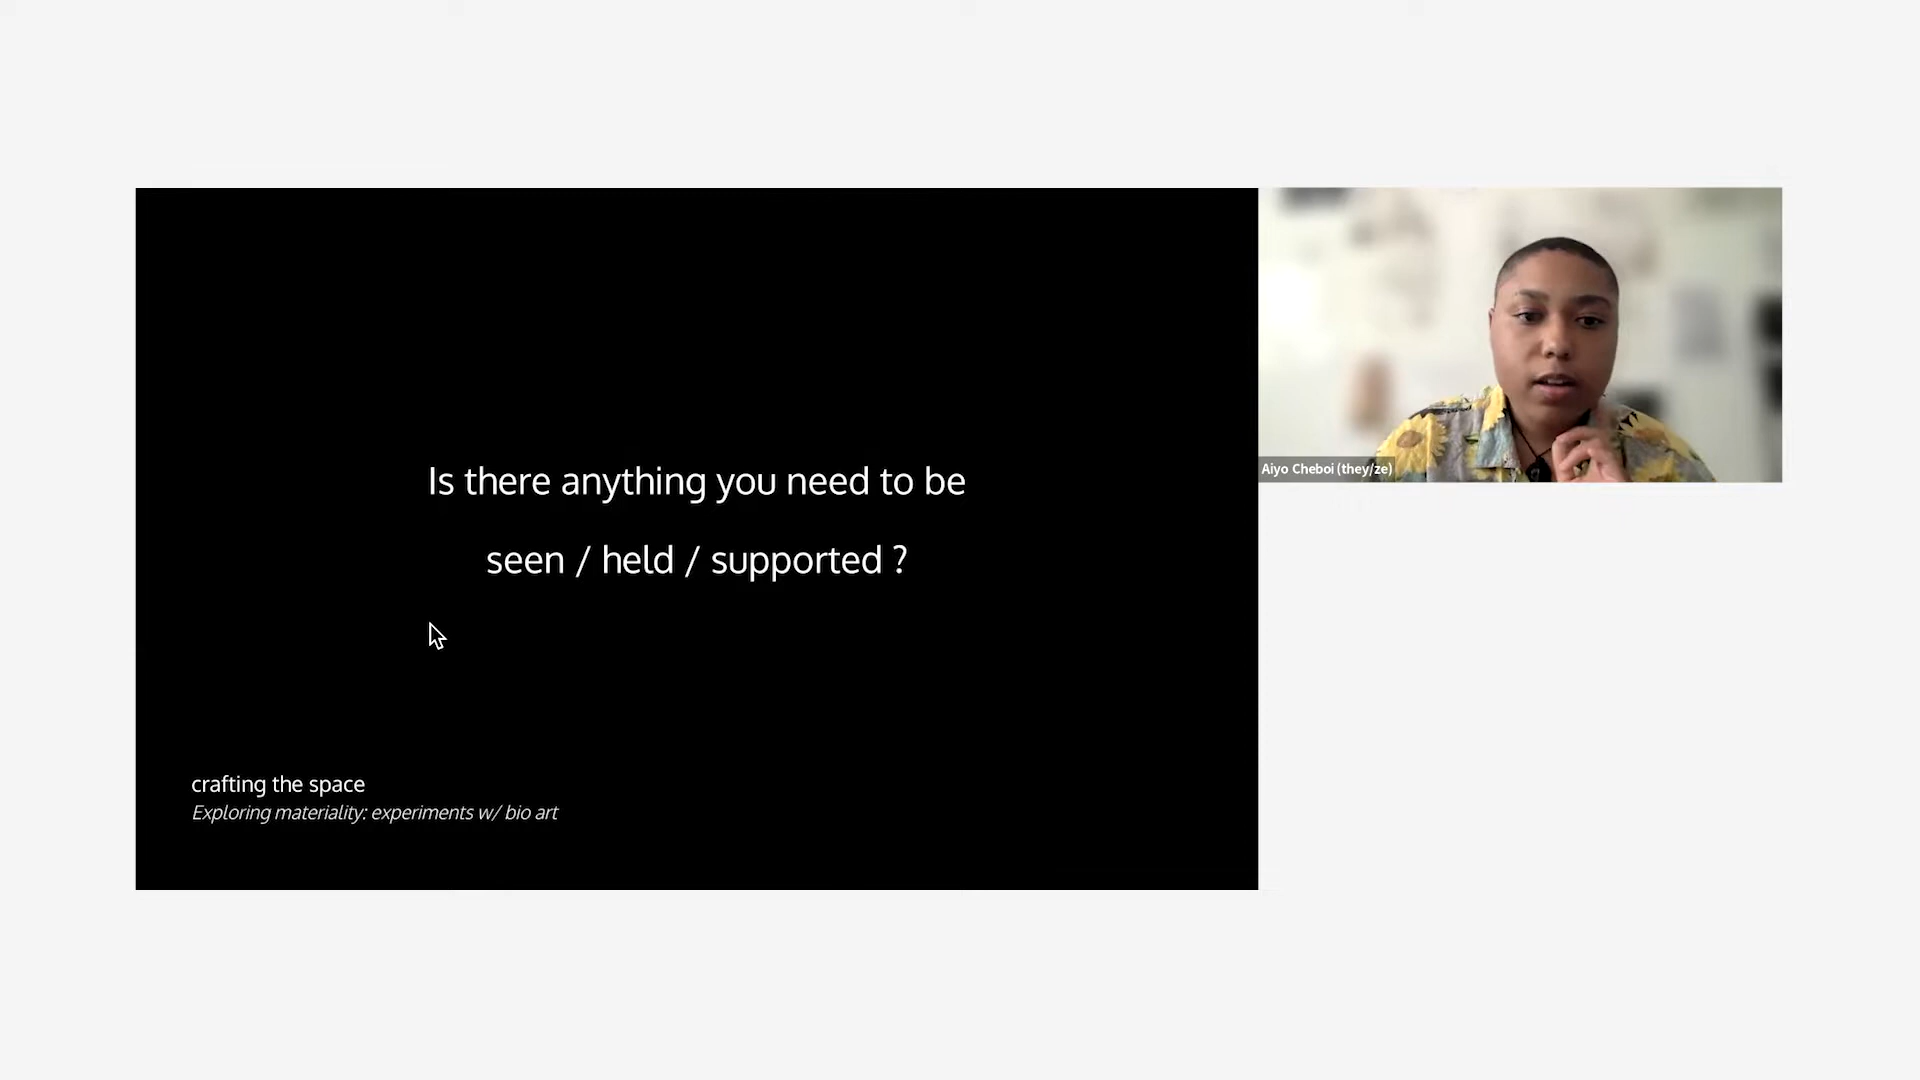 Is there anything you need to be
seen / held / supported ?
Aiyo Cheboi (they/ze)
crafting the space
Exploring materiality: experiments w/ bio art